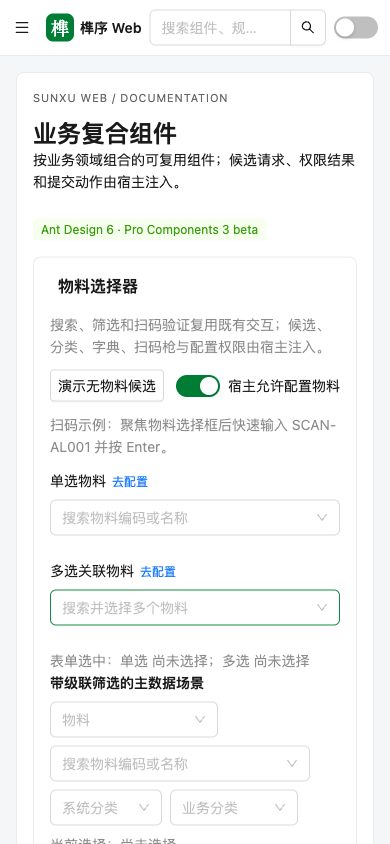 榫 榫序 Web 搜索组件、规...
SUNXU WEB / DOCUMENTATION
业务复合组件
按业务领域组合的可复用组件；候选请求、权限结果
和提交动作由宿主注入。
Ant Design 6 · Pro Components 3 beta
物料选择器
搜索、筛选和扫码验证复用既有交互；候选、
分类、字典、扫码枪与配置权限由宿主注入。
演示无物料候选 宿主允许配置物料
扫码示例：聚焦物料选择框后快速输入 SCAN-
AL001 并按 Enter。
单选物料 去配置
搜索物料编码或名称
多选关联物料 去配置
搜索并选择多个物料
表单选中：单选 尚未选择；多选 尚未选择
带级联筛选的主数据场景
物料
搜索物料编码或名称
系统分类 业务分类
当前选择：尚未选择